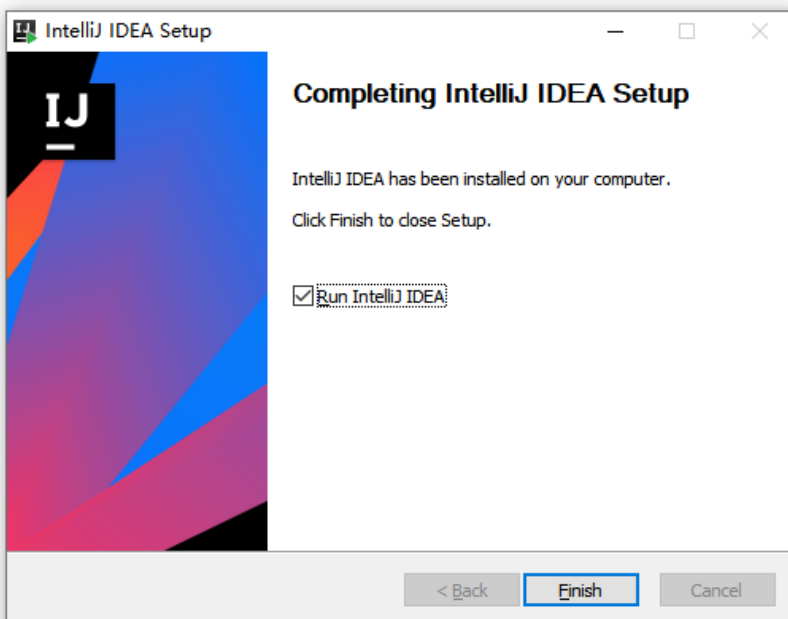 IntelliJ IDEA Setup
IJ
Completing IntelliJ IDEA Setup
IntelliJ IDEA has been installed on your computer.
Click Finish to close Setup.
Run IntelliJ IDEA
< Back
Finish
Cancel